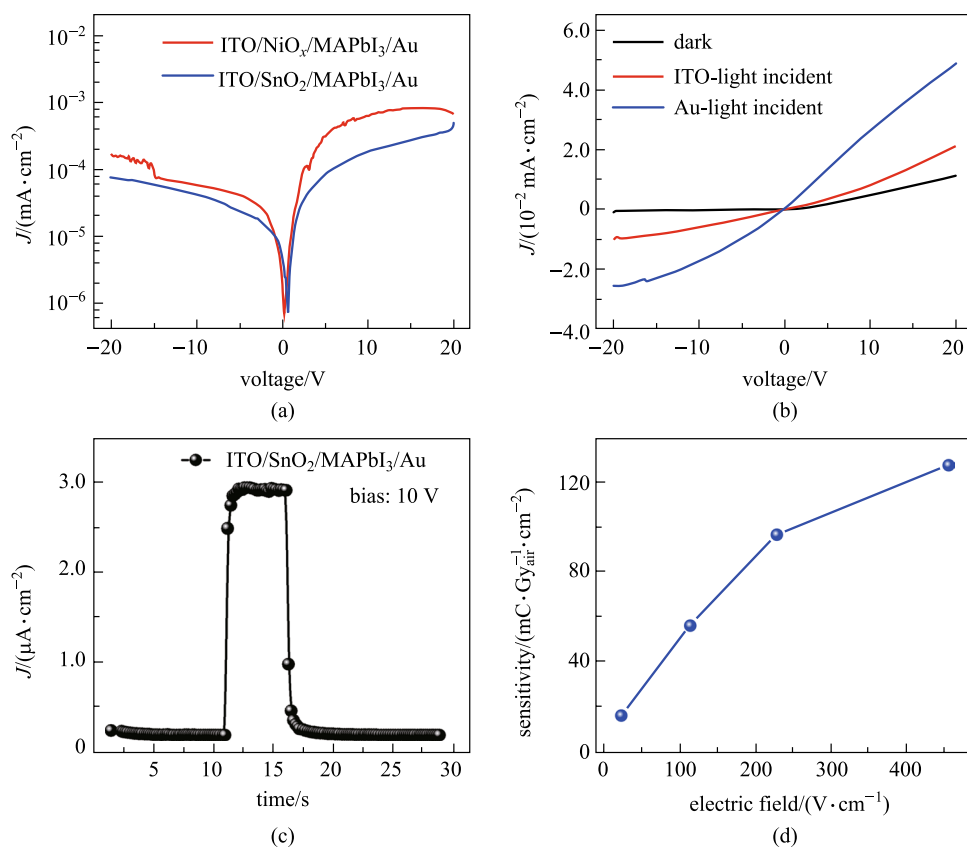 10⁻²
10⁻³
10⁻⁴
10⁻⁵
10⁻⁶
J/(mA·cm⁻²)
ITO/NiOₓ/MAPbI₃/Au
ITO/SnO₂/MAPbI₃/Au
−20 −10 0 10 20
voltage/V
(a)
6.0
4.0
2.0
0
−2.0
−4.0
J/(10⁻² mA·cm⁻²)
dark
ITO-light incident
Au-light incident
−20 −10 0 10 20
voltage/V
(b)
3.0
2.0
1.0
0
J/(μA·cm⁻²)
ITO/SnO₂/MAPbI₃/Au
bias: 10 V
5 10 15 20 25 30
time/s
(c)
120
80
40
0
sensitivity/(mC·Gy⁻¹air·cm⁻²)
0 100 200 300 400
electric field/(V·cm⁻¹)
(d)